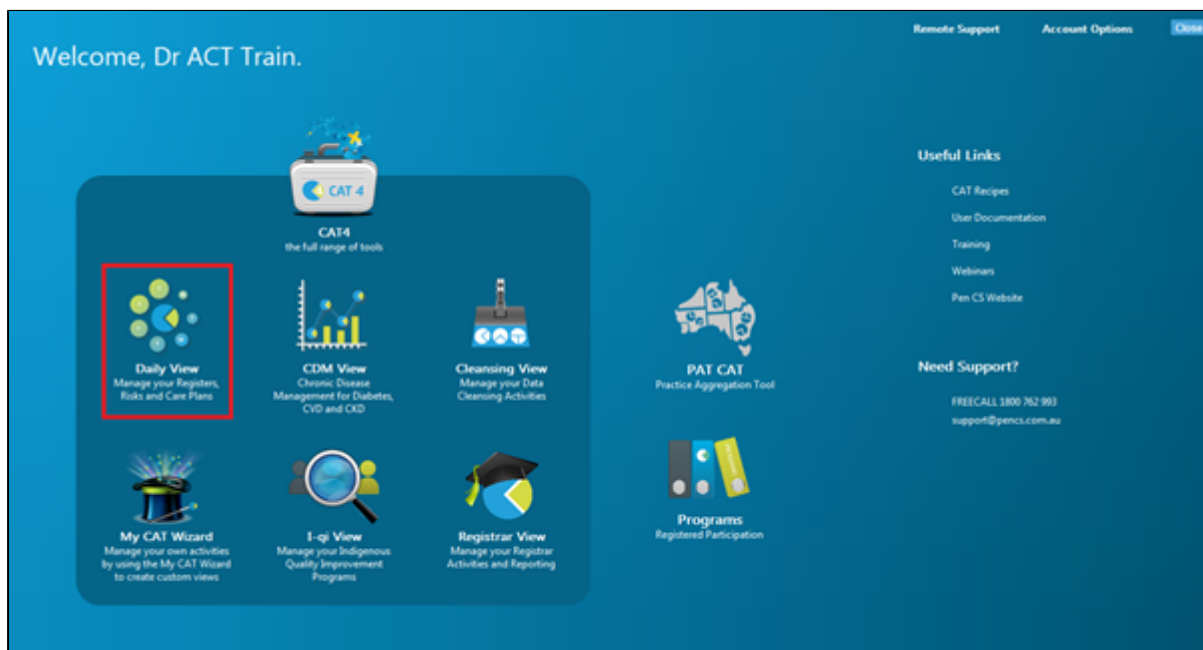 Remote Support
Account Options
Close
Welcome, Dr ACT Train.
CAT 4
CAT4
the full range of tools
Daily View
Manage your Registers,
Risks and Care Plans
CDM View
Chronic Disease
Management for Diabetes,
CVD and CKD
Cleansing View
Manage your Data
Cleansing Activities
My CAT Wizard
Manage your own activities
by using the My CAT Wizard
to create custom views
I-qi View
Manage your Indigenous
Quality Improvement
Programs
Registrar View
Manage your Registrar
Activities and Reporting
PAT CAT
Practice Aggregation Tool
Programs
Registered Participation
Useful Links
CAT Recipes
User Documentation
Training
Webinars
Pen CS Website
Need Support?
FREECALL 1800 762 993
support@pencs.com.au